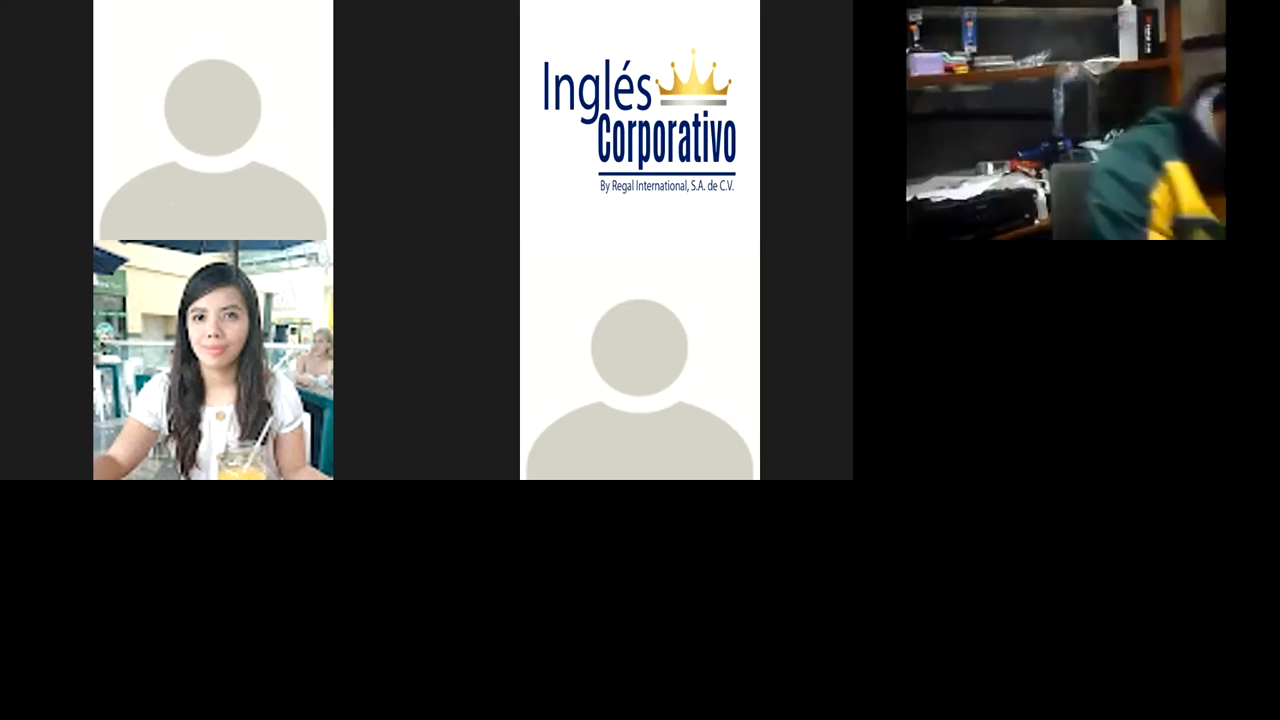 Inglés
Corporativo
By Regal International, S.A. de C.V.